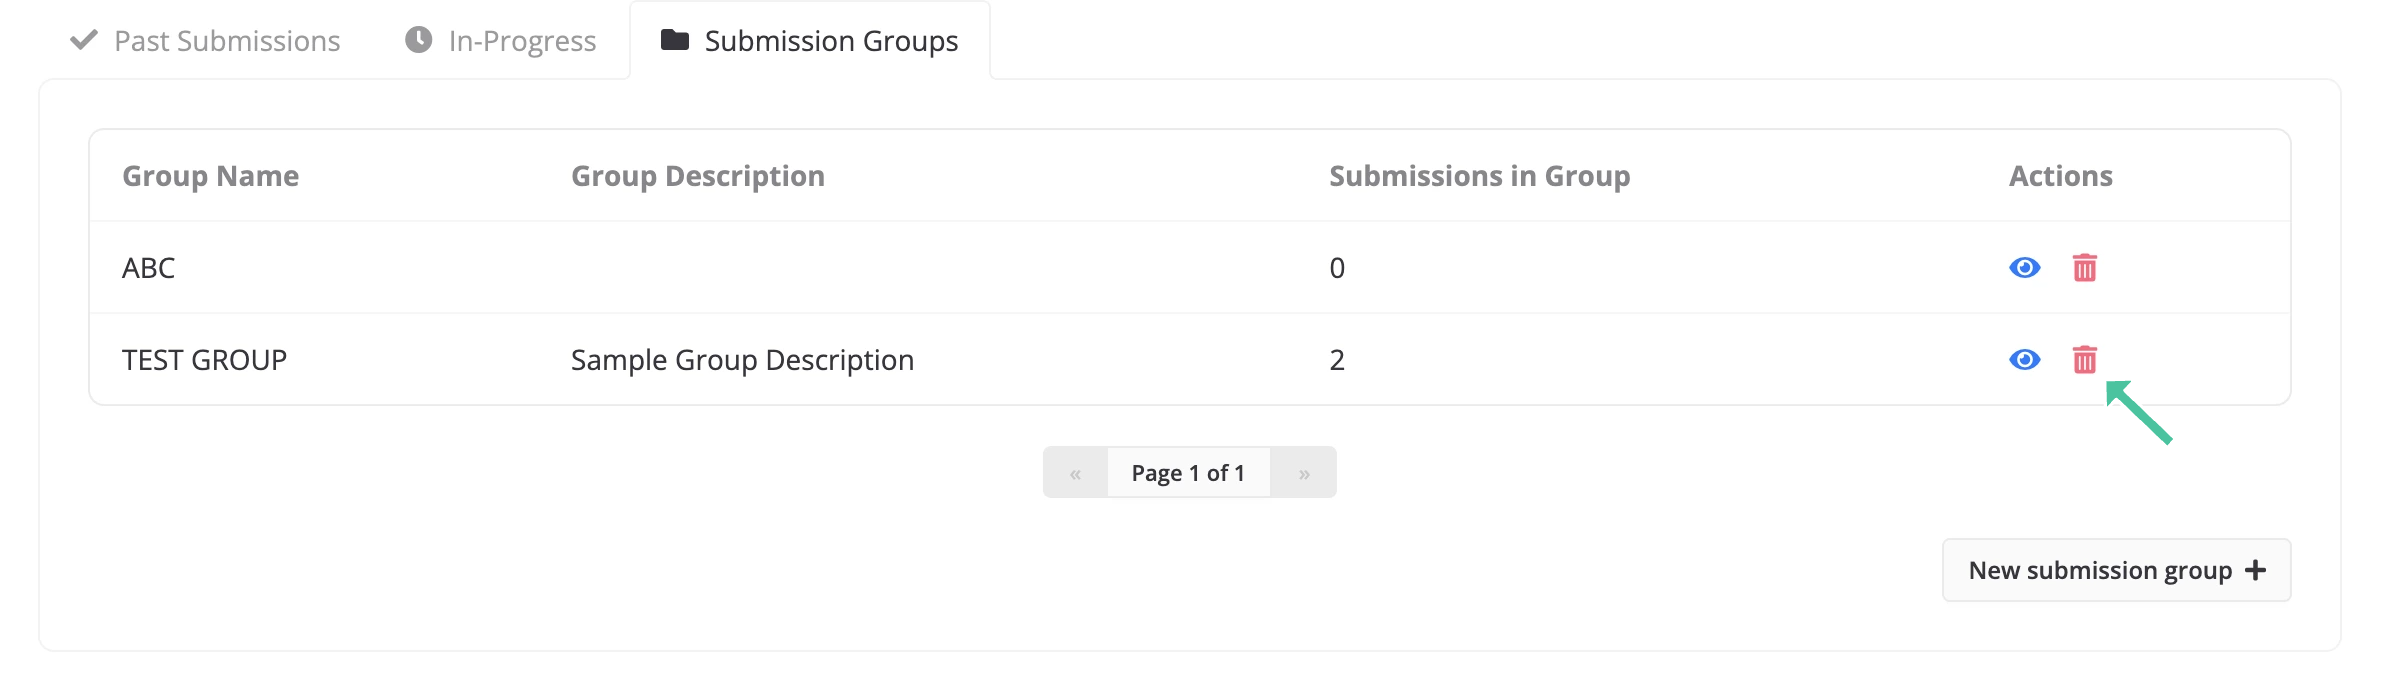 Past Submissions In-Progress Submission Groups
Group Name Group Description Submissions in Group Actions
ABC 0
TEST GROUP Sample Group Description 2
« Page 1 of 1 »
New submission group +